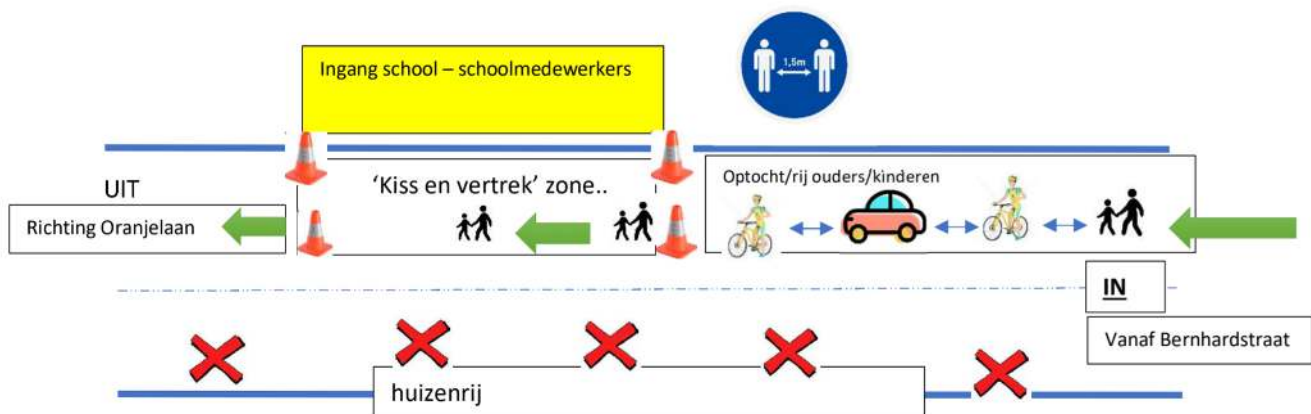 Ingang school – schoolmedewerkers
1,5m
UIT
‘Kiss en vertrek’ zone..
Optocht/rij ouders/kinderen
Richting Oranjelaan
IN
Vanaf Bernhardstraat
huizenrij